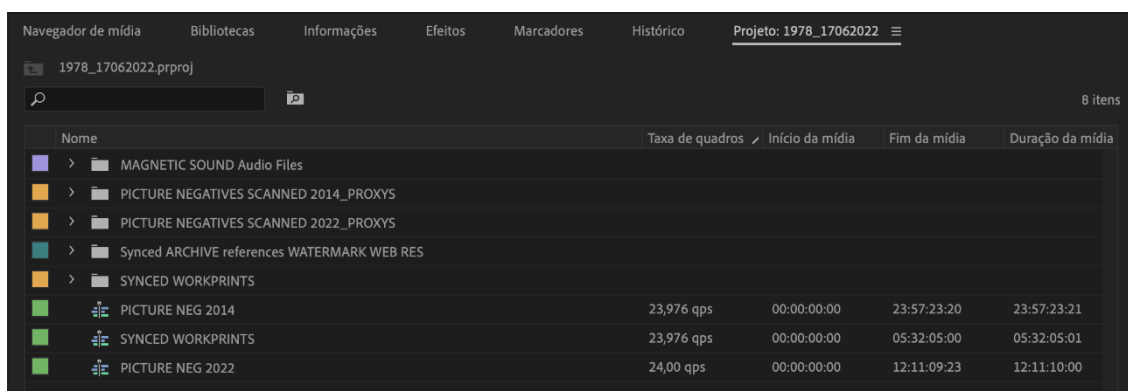 Navegador de mídia Bibliotecas Informações Efeitos Marcadores Histórico Projeto: 1978_17062022
1978_17062022.prproj
8 itens
Nome Taxa de quadros Início da mídia Fim da mídia Duração da mídia
MAGNETIC SOUND Audio Files
PICTURE NEGATIVES SCANNED 2014_PROXYS
PICTURE NEGATIVES SCANNED 2022_PROXYS
Synced ARCHIVE references WATERMARK WEB RES
SYNCED WORKPRINTS
PICTURE NEG 2014 23,976 qps 00:00:00:00 23:57:23:20 23:57:23:21
SYNCED WORKPRINTS 23,976 qps 00:00:00:00 05:32:05:00 05:32:05:01
PICTURE NEG 2022 24,00 qps 00:00:00:00 12:11:09:23 12:11:10:00